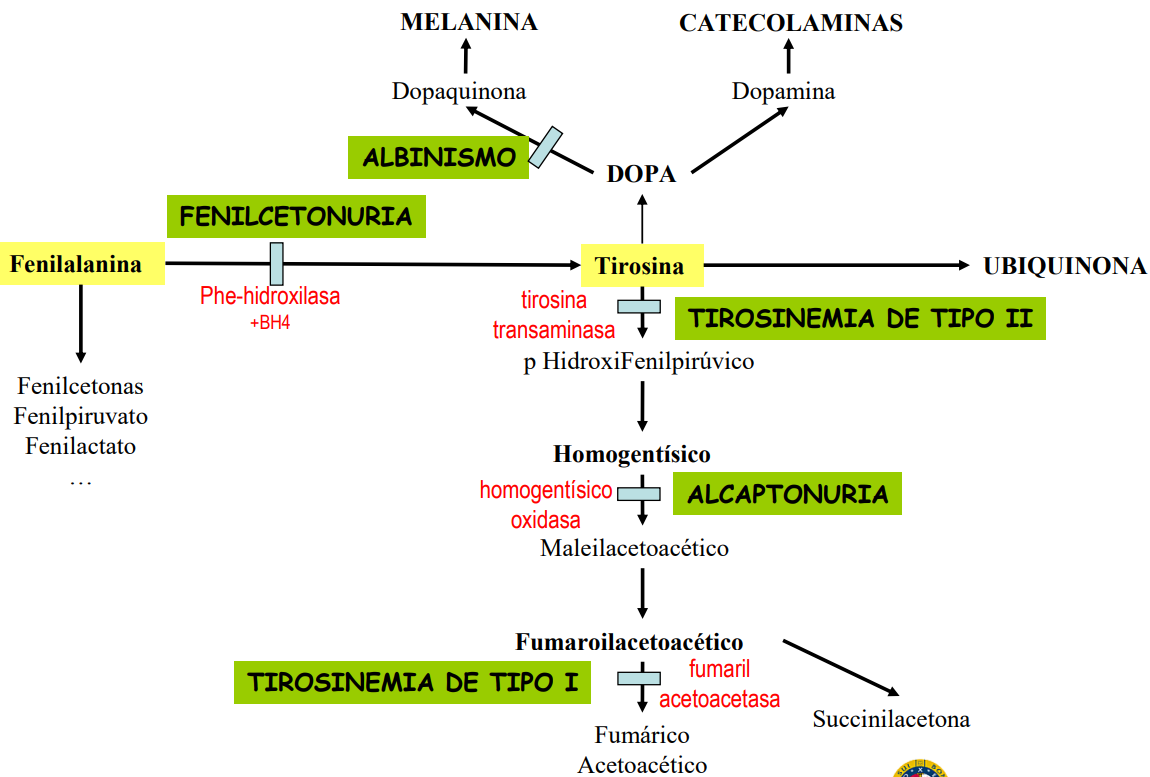 MELANINA
CATECOLAMINAS
Dopaquinona
Dopamina
ALBINISMO
DOPA
FENILCETONURIA
Fenilalanina
Tirosina
UBIQUINONA
Phe-hidroxilasa
+BH4
tirosina
transaminasa
TIROSINEMIA DE TIPO II
p HidroxiFenilpirúvico
Fenilcetonas
Fenilpiruvato
Fenilactato
...
Homogentísico
homogentísico
oxidasa
ALCAPTONURIA
Maleilacetoacético
Fumaroilacetoacético
TIROSINEMIA DE TIPO I
fumaril
acetoacetasa
Succinilacetona
Fumárico
Acetoacético